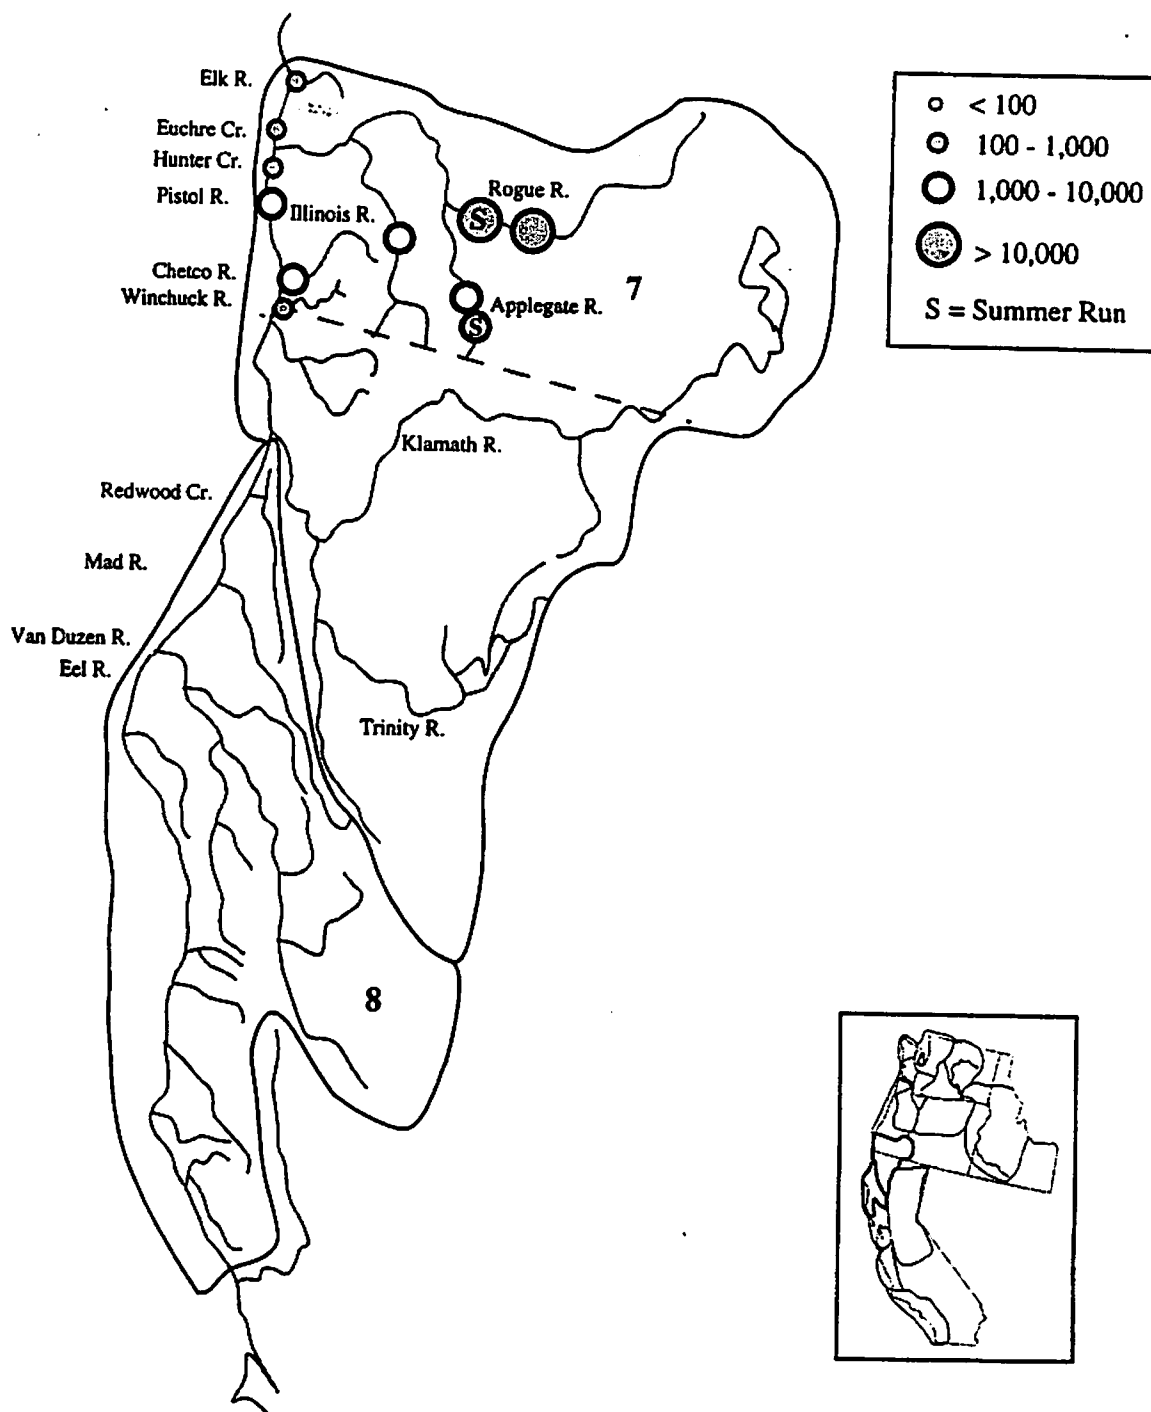 Elk R.
Euchre Cr.
Hunter Cr.
Pistol R.
Illinois R.
Rogue R.
Chetco R.
Winchuck R.
S
S
Applegate R.
7
Klamath R.
Redwood Cr.
Mad R.
Van Duzen R.
Eel R.
Trinity R.
8
< 100
100 - 1,000
1,000 - 10,000
> 10,000
S = Summer Run